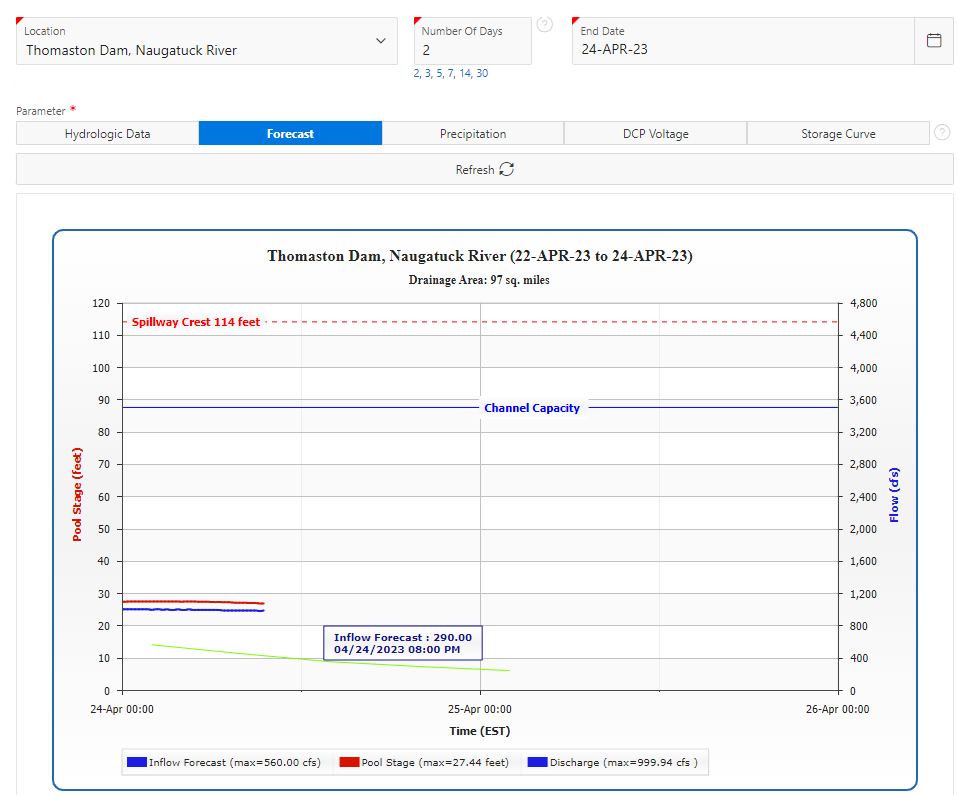 Location
Thomaston Dam, Naugatuck River
Number Of Days
2
2, 3, 5, 7, 14, 30
?
End Date
24-APR-23
Parameter *
Hydrologic Data
Forecast
Precipitation
DCP Voltage
Storage Curve
?
Refresh
Thomaston Dam, Naugatuck River (22-APR-23 to 24-APR-23)
Drainage Area: 97 sq. miles
120
110
100
90
80
70
60
50
40
30
20
10
0
Pool Stage (feet)
Spillway Crest 114 feet
Channel Capacity
Inflow Forecast : 290.00
04/24/2023 08:00 PM
4,800
4,400
4,000
3,600
3,200
2,800
2,400
2,000
1,600
1,200
800
400
0
Flow (cfs)
24-Apr 00:00
25-Apr 00:00
26-Apr 00:00
Time (EST)
Inflow Forecast (max=560.00 cfs)
Pool Stage (max=27.44 feet)
Discharge (max=999.94 cfs )